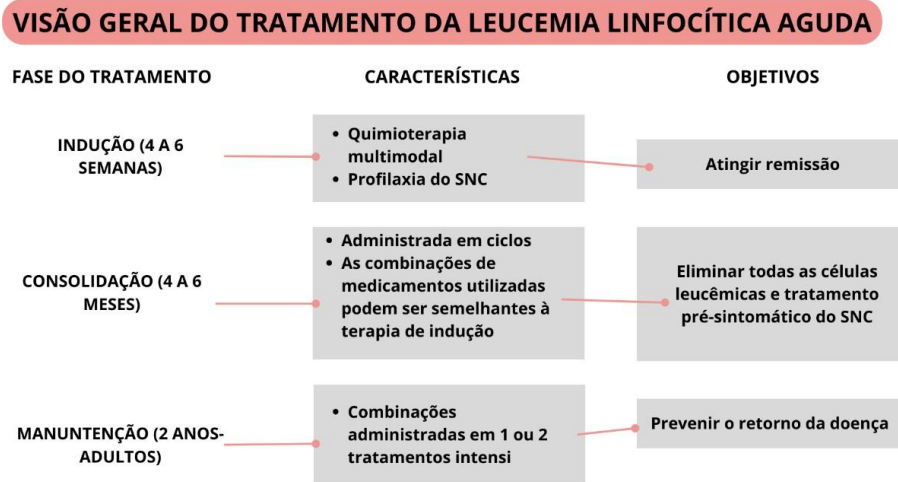 VISÃO GERAL DO TRATAMENTO DA LEUCEMIA LINFOCÍTICA AGUDA
FASE DO TRATAMENTO
CARACTERÍSTICAS
OBJETIVOS
INDUÇÃO (4 A 6
SEMANAS)
• Quimioterapia
multimodal
• Profilaxia do SNC
Atingir remissão
CONSOLIDAÇÃO (4 A 6
MESES)
• Administrada em ciclos
• As combinações de
medicamentos utilizadas
podem ser semelhantes à
terapia de indução
Eliminar todas as células
leucêmicas e tratamento
pré-sintomático do SNC
MANUNTENÇÃO (2 ANOS-
ADULTOS)
• Combinações
administradas em 1 ou 2
tratamentos intensi
Prevenir o retorno da doença